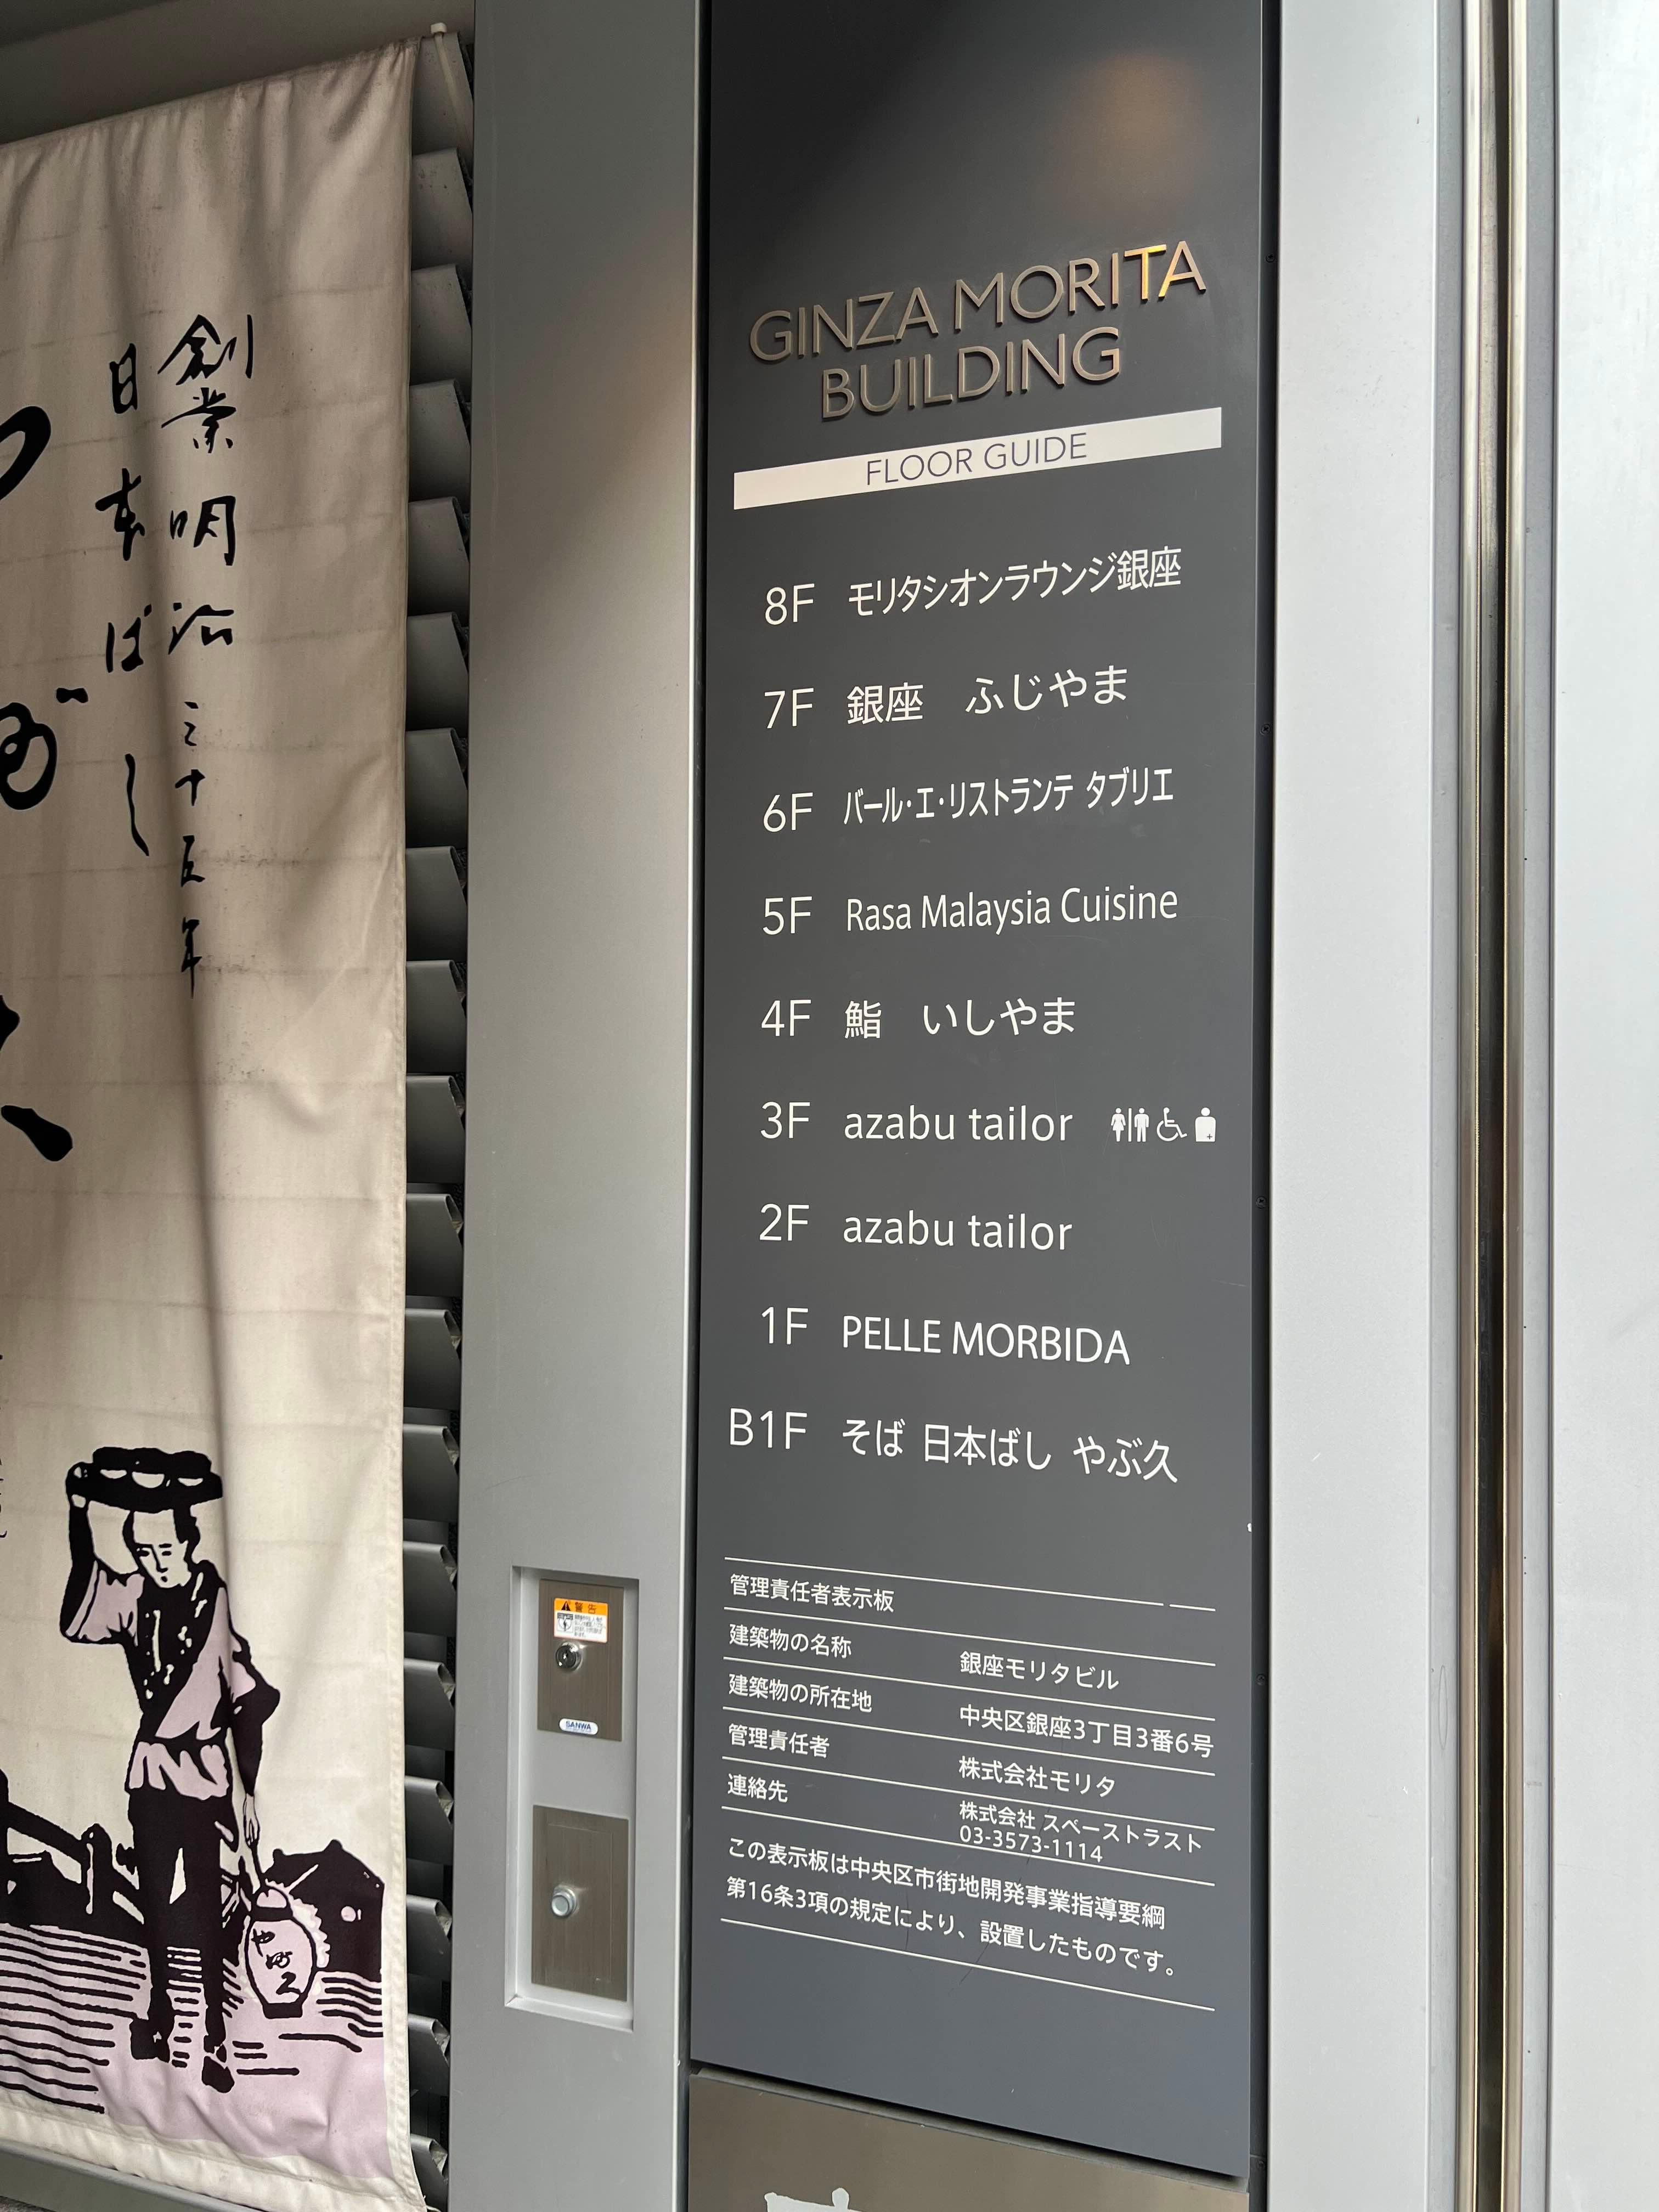 創業明治三十五年
日本ばし
GINZA MORITA
BUILDING
FLOOR GUIDE
8F モリタシオンラウンジ銀座
7F 銀座 ふじやま
6F バール・エ・リストランテ タブリエ
5F Rasa Malaysia Cuisine
4F 鮨 いしやま
3F azabu tailor
2F azabu tailor
1F PELLE MORBIDA
B1F そば 日本ばし やぶ久
管理責任者表示板
建築物の名称 銀座モリタビル
建築物の所在地 中央区銀座3丁目3番6号
管理責任者 株式会社モリタ
連絡先 株式会社 スペーストラスト
03-3573-1114
この表示板は中央区市街地開発事業指導要綱
第16条3項の規定により、設置したものです。
警告
SANWA
やぶ久